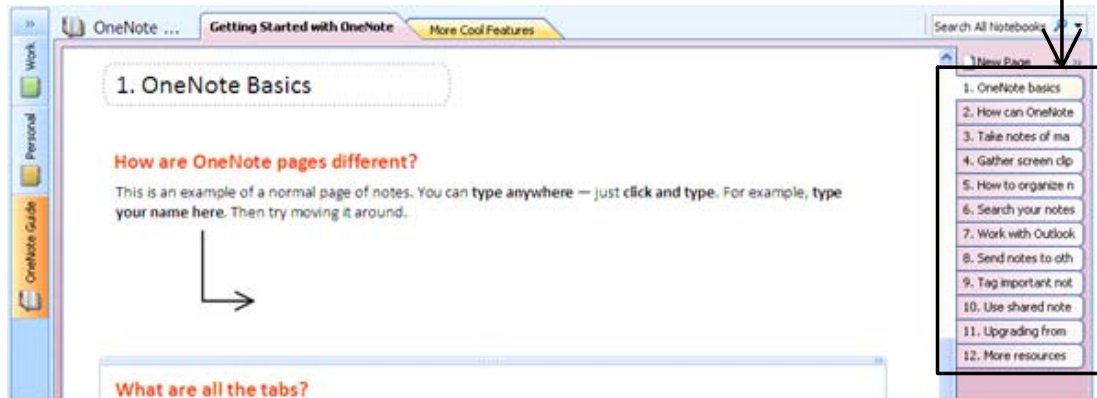 OneNote ... Getting Started with OneNote More Cool Features Search All Notebooks
Work
Personal
OneNote Guide
1. OneNote Basics
How are OneNote pages different?
This is an example of a normal page of notes. You can type anywhere — just click and type. For example, type
your name here. Then try moving it around.
What are all the tabs?
New Page
1. OneNote basics
2. How can OneNote
3. Take notes of ma
4. Gather screen clip
5. How to organize n
6. Search your notes
7. Work with Outlook
8. Send notes to oth
9. Tag important not
10. Use shared note
11. Upgrading from
12. More resources